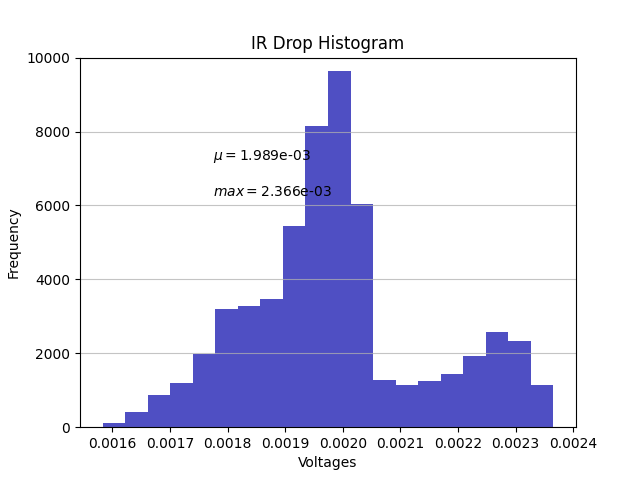 IR Drop Histogram
10000
8000
6000
4000
2000
0
Frequency
μ = 1.989e-03
max = 2.366e-03
0.0016 0.0017 0.0018 0.0019 0.0020 0.0021 0.0022 0.0023 0.0024
Voltages